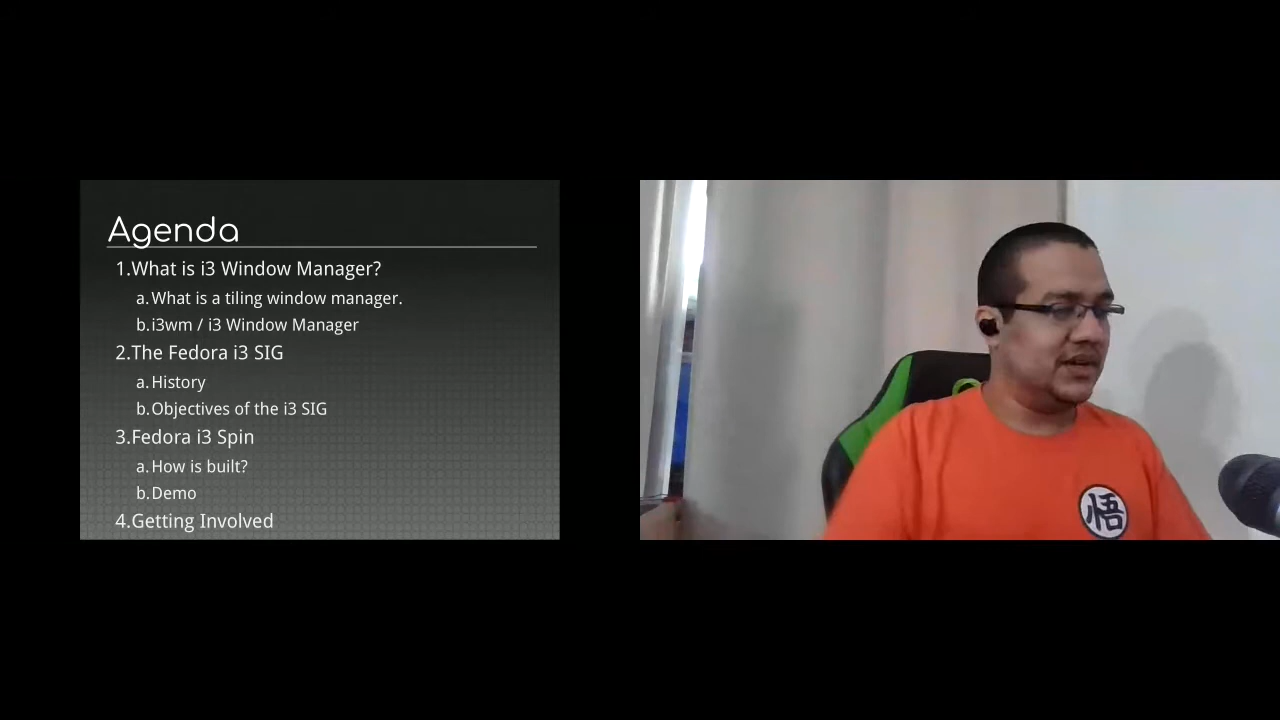 Agenda
1.What is i3 Window Manager?
a.What is a tiling window manager.
b.i3wm / i3 Window Manager
2.The Fedora i3 SIG
a.History
b.Objectives of the i3 SIG
3.Fedora i3 Spin
a.How is built?
b.Demo
4.Getting Involved
悟